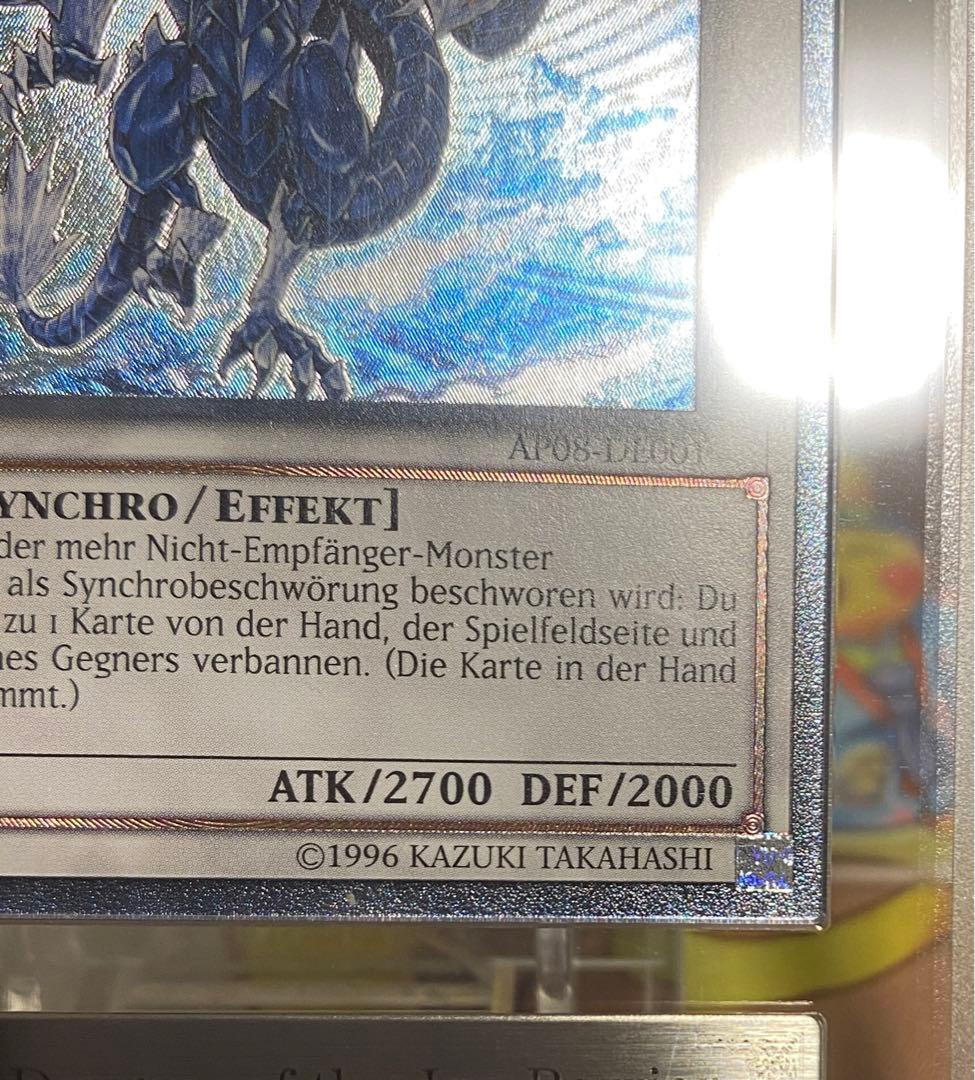 AP08-DE001
YNCHRO/EFFEKT]
der mehr Nicht-Empfänger-Monster
als Synchrobeschwörung beschworen wird: Du
zu 1 Karte von der Hand, der Spielfeldseite und
nes Gegners verbannen. (Die Karte in der Hand
mmt.)
ATK/2700 DEF/2000
©1996 KAZUKI TAKAHASHI